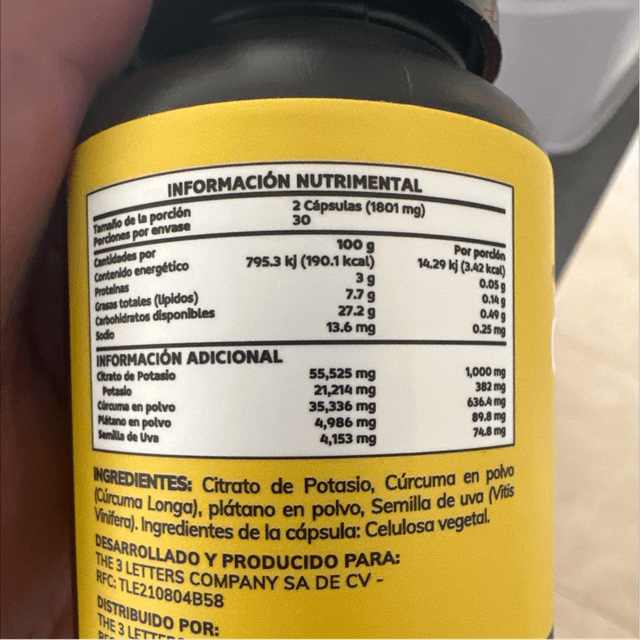 INFORMACIÓN NUTRIMENTAL
Tamaño de la porción 2 Cápsulas (1801 mg)
Porciones por envase 30
Cantidades por 100 g Por porción
Contenido energético 795.3 kj (190.1 kcal) 14.29 kj (3.42 kcal)
Proteínas 3 g 0.05 g
Grasas totales (lípidos) 7.7 g 0.14 g
Carbohidratos disponibles 27.2 g 0.49 g
Sodio 13.6 mg 0.25 mg
INFORMACIÓN ADICIONAL
Citrato de Potasio 55,525 mg 1,000 mg
Potasio 21,214 mg 382 mg
Cúrcuma en polvo 35,336 mg 636.4 mg
Plátano en polvo 4,986 mg 89.8 mg
Semilla de Uva 4,153 mg 74.8 mg
INGREDIENTES: Citrato de Potasio, Cúrcuma en polvo
(Cúrcuma Longa), plátano en polvo, Semilla de uva (Vitis
Vinifera). Ingredientes de la cápsula: Celulosa vegetal.
DESARROLLADO Y PRODUCIDO PARA:
THE 3 LETTERS COMPANY SA DE CV -
RFC: TLE210804B58
DISTRIBUIDO POR:
THE 3